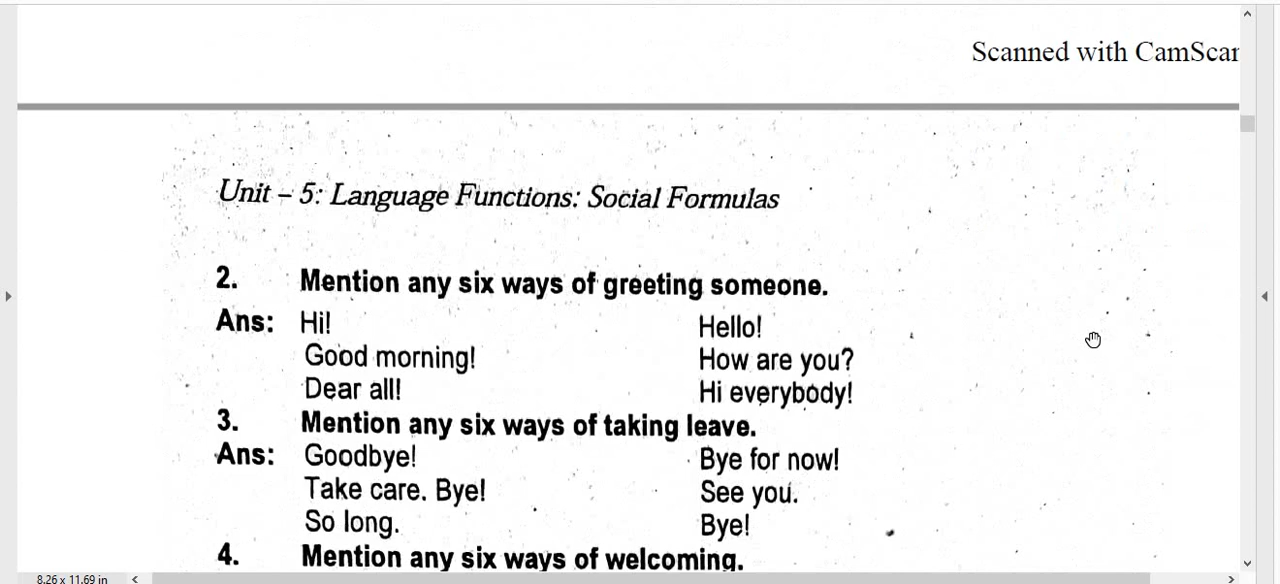 Scanned with CamScan
Unit – 5: Language Functions: Social Formulas
2. Mention any six ways of greeting someone.
Ans: Hi! Hello!
Good morning! How are you?
Dear all! Hi everybody!
3. Mention any six ways of taking leave.
Ans: Goodbye! Bye for now!
Take care. Bye! See you.
So long. Bye!
4. Mention any six ways of welcoming.
8.26 x 11.69 in